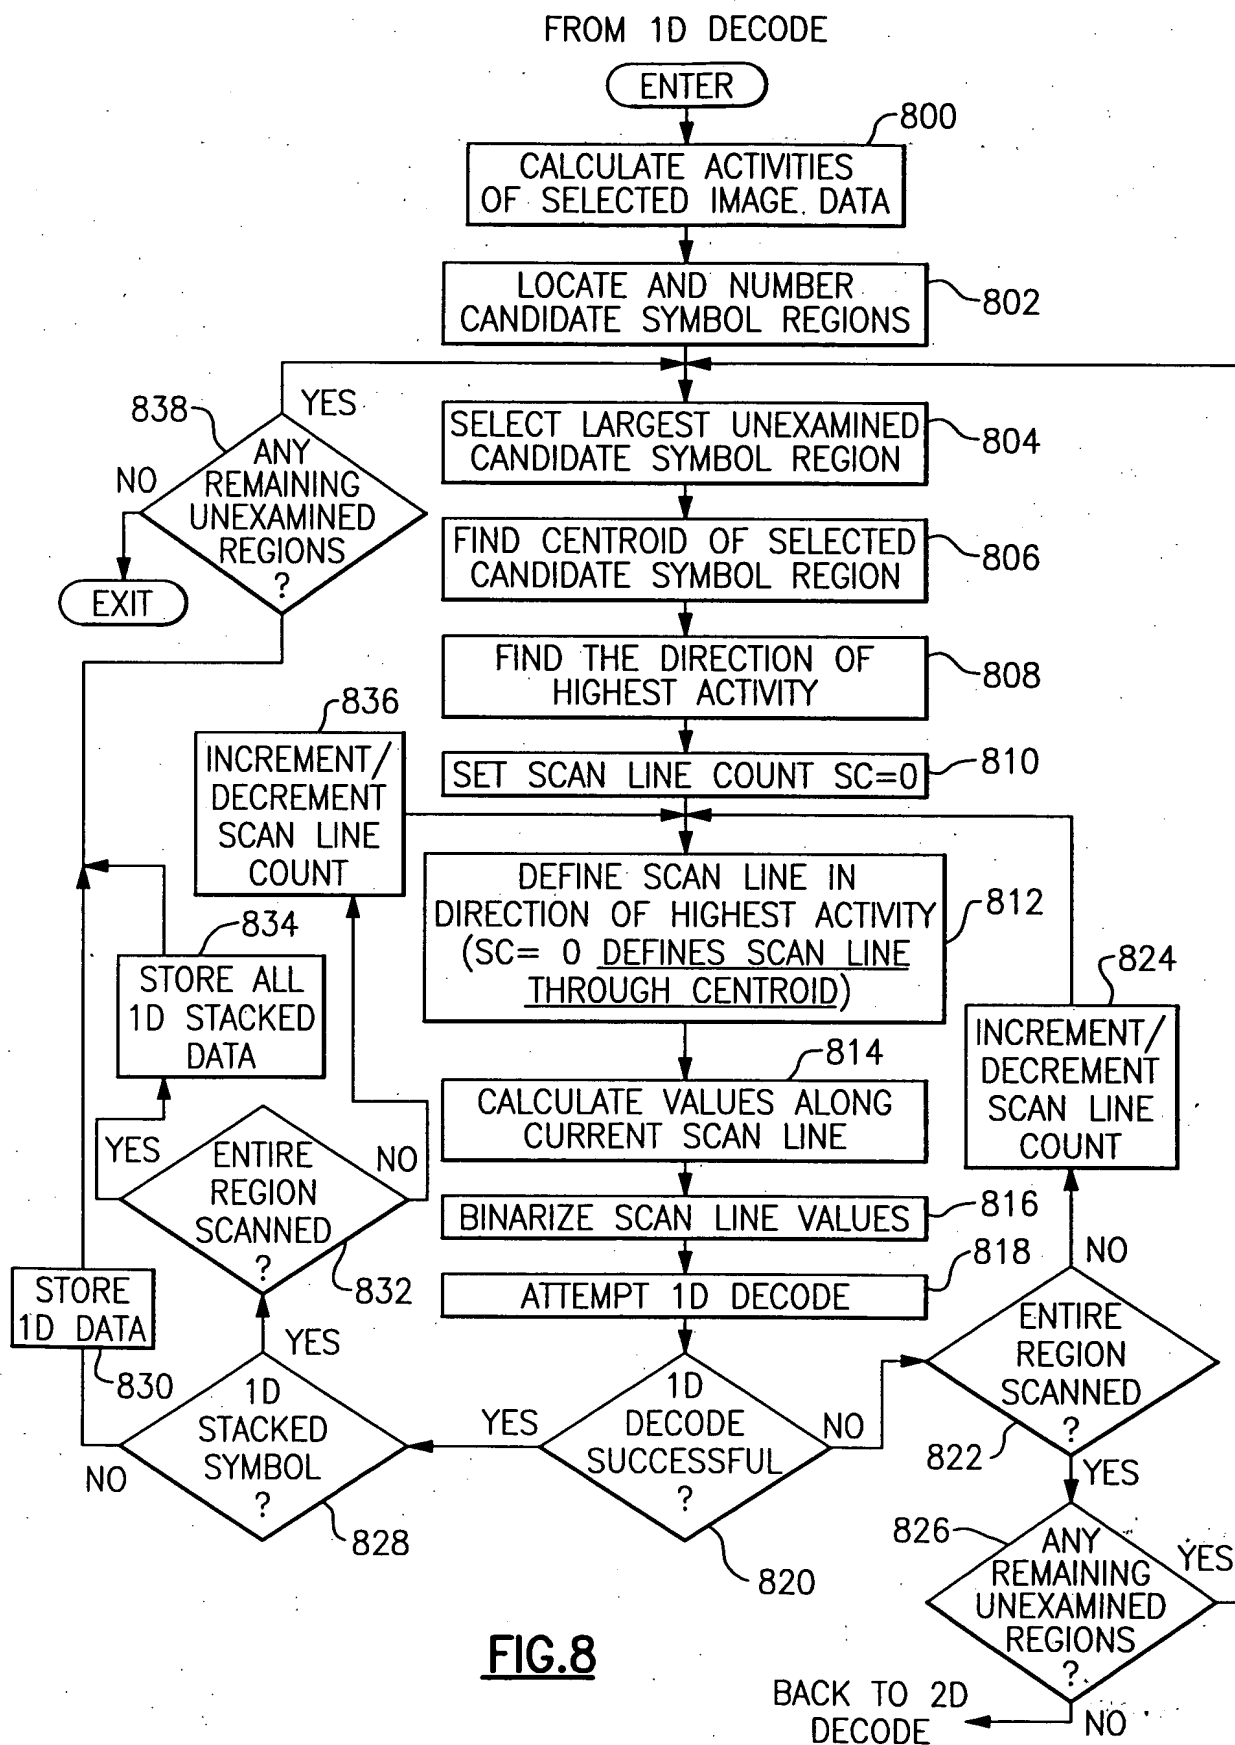 FROM 1D DECODE
ENTER
800
CALCULATE ACTIVITIES
OF SELECTED IMAGE DATA
LOCATE AND NUMBER
CANDIDATE SYMBOL REGIONS
802
838
YES
ANY
REMAINING
UNEXAMINED
REGIONS
?
NO
EXIT
SELECT LARGEST UNEXAMINED
CANDIDATE SYMBOL REGION
804
FIND CENTROID OF SELECTED
CANDIDATE SYMBOL REGION
806
FIND THE DIRECTION OF
HIGHEST ACTIVITY
808
836
INCREMENT/
DECREMENT
SCAN LINE
COUNT
SET SCAN LINE COUNT SC=0
810
DEFINE SCAN LINE IN
DIRECTION OF HIGHEST ACTIVITY
(SC= 0 DEFINES SCAN LINE
THROUGH CENTROID)
812
834
STORE ALL
1D STACKED
DATA
824
INCREMENT/
DECREMENT
SCAN LINE
COUNT
814
CALCULATE VALUES ALONG
CURRENT SCAN LINE
YES
ENTIRE
REGION
SCANNED
?
NO
832
BINARIZE SCAN LINE VALUES
816
818
ATTEMPT 1D DECODE
NO
STORE
1D DATA
830
YES
1D
STACKED
SYMBOL
?
NO
828
YES
1D
DECODE
SUCCESSFUL
?
NO
820
ENTIRE
REGION
SCANNED
?
822
YES
826
ANY
REMAINING
UNEXAMINED
REGIONS
?
YES
NO
BACK TO 2D
DECODE
FIG.8